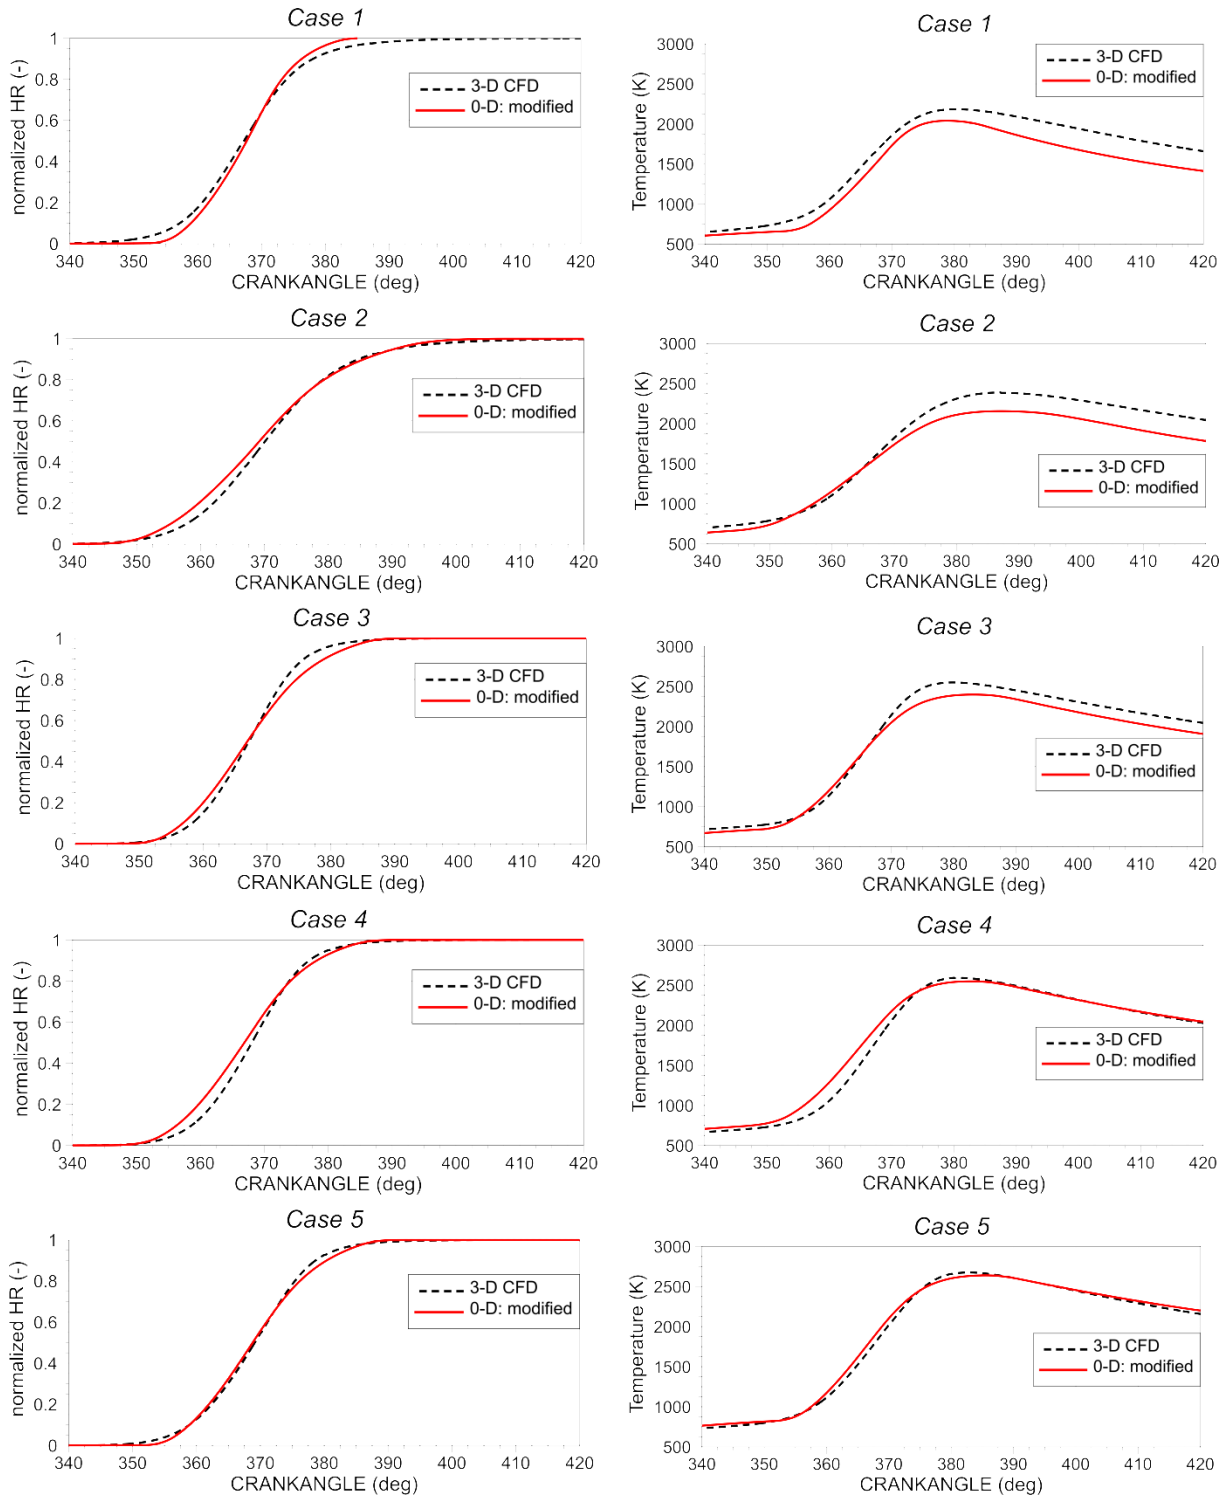 Case 1
normalized HR (-)
1
0.8
0.6
0.4
0.2
0
3-D CFD
0-D: modified
340 350 360 370 380 390 400 410 420
CRANKANGLE (deg)
Case 1
Temperature (K)
3000
2500
2000
1500
1000
500
3-D CFD
0-D: modified
340 350 360 370 380 390 400 410 420
CRANKANGLE (deg)
Case 2
normalized HR (-)
1
0.8
0.6
0.4
0.2
0
3-D CFD
0-D: modified
340 350 360 370 380 390 400 410 420
CRANKANGLE (deg)
Case 2
Temperature (K)
3000
2500
2000
1500
1000
500
3-D CFD
0-D: modified
340 350 360 370 380 390 400 410 420
CRANKANGLE (deg)
Case 3
normalized HR (-)
1
0.8
0.6
0.4
0.2
0
3-D CFD
0-D: modified
340 350 360 370 380 390 400 410 420
CRANKANGLE (deg)
Case 3
Temperature (K)
3000
2500
2000
1500
1000
500
3-D CFD
0-D: modified
340 350 360 370 380 390 400 410 420
CRANKANGLE (deg)
Case 4
normalized HR (-)
1
0.8
0.6
0.4
0.2
0
3-D CFD
0-D: modified
340 350 360 370 380 390 400 410 420
CRANKANGLE (deg)
Case 4
Temperature (K)
3000
2500
2000
1500
1000
500
3-D CFD
0-D: modified
340 350 360 370 380 390 400 410 420
CRANKANGLE (deg)
Case 5
normalized HR (-)
1
0.8
0.6
0.4
0.2
0
3-D CFD
0-D: modified
340 350 360 370 380 390 400 410 420
CRANKANGLE (deg)
Case 5
Temperature (K)
3000
2500
2000
1500
1000
500
3-D CFD
0-D: modified
340 350 360 370 380 390 400 410 420
CRANKANGLE (deg)